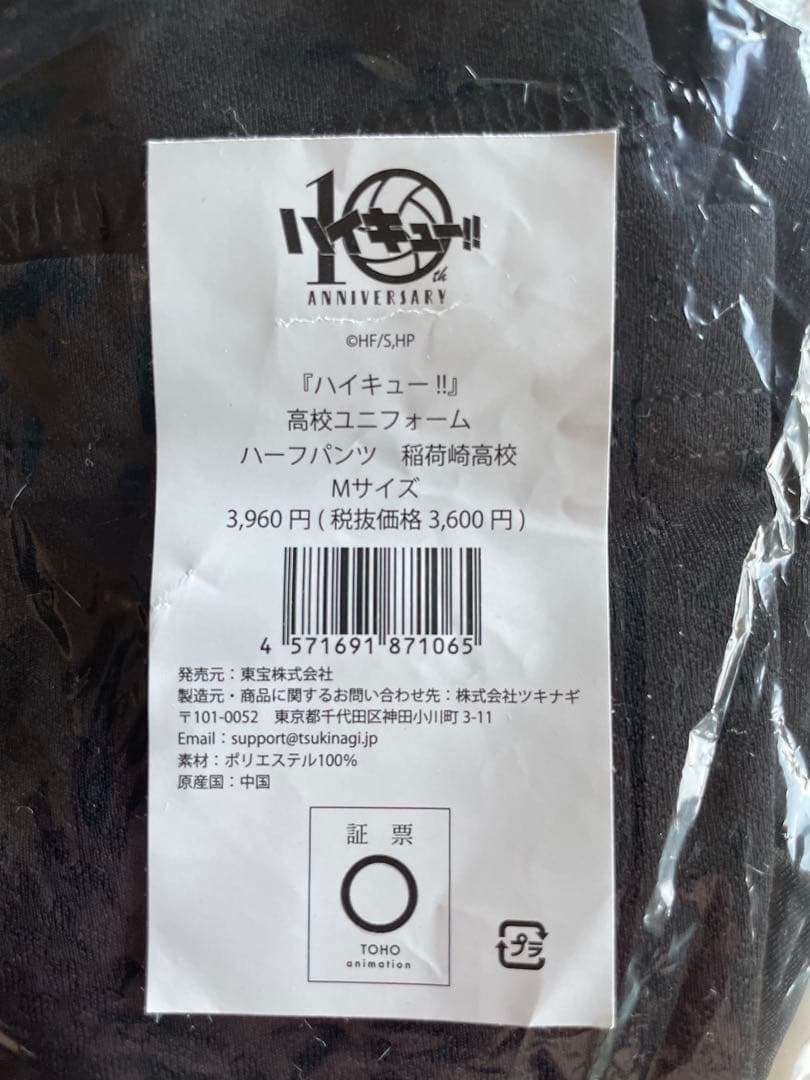 10th
ハイキュー!!
ANNIVERSARY
©HF/S,HP
『ハイキュー!!』
高校ユニフォーム
ハーフパンツ 稲荷崎高校
Mサイズ
3,960円(税抜価格3,600円)
4 571691 871065
発売元:東宝株式会社
製造元・商品に関するお問い合わせ先:株式会社ツキナギ
〒101-0052 東京都千代田区神田小川町3-11
Email:support@tsukinagi.jp
素材:ポリエステル100%
原産国:中国
証 票
TOHO
animation
プラ